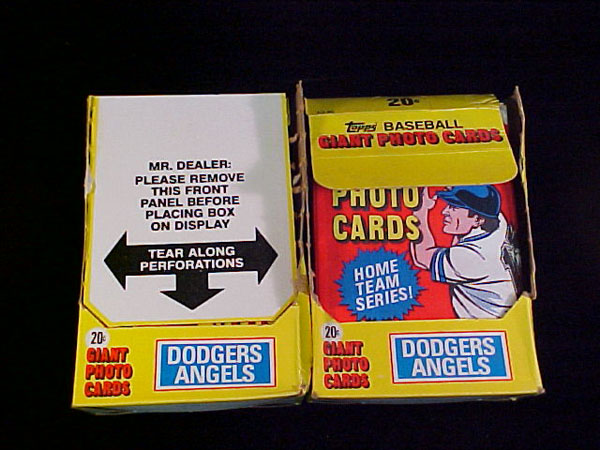 MR. DEALER:
PLEASE REMOVE
THIS FRONT
PANEL BEFORE
PLACING BOX
ON DISPLAY
TEAR ALONG
PERFORATIONS
20¢
GIANT
PHOTO
CARDS
DODGERS
ANGELS
20¢
Topps BASEBALL
GIANT PHOTO CARDS
PHOTO
CARDS
HOME
TEAM
SERIES!
20¢
GIANT
PHOTO
CARDS
DODGERS
ANGELS